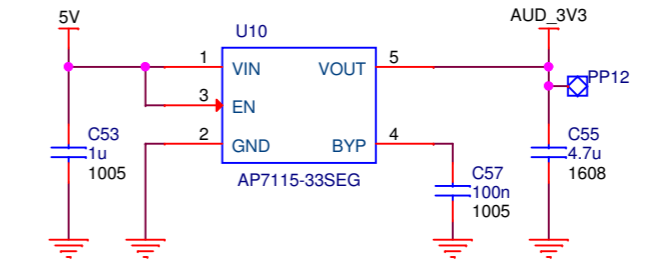 5V
AUD_3V3
U10
1
VIN
VOUT
5
PP12
3
EN
2
GND
BYP
4
C53
1u
1005
C55
4.7u
1608
AP7115-33SEG
C57
100n
1005